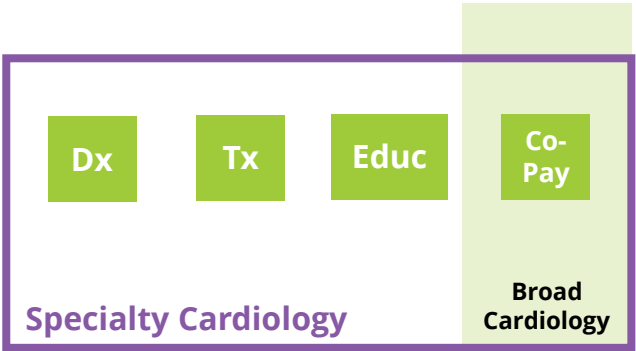 Dx
Tx
Educ
Co-
Pay
Specialty Cardiology
Broad
Cardiology